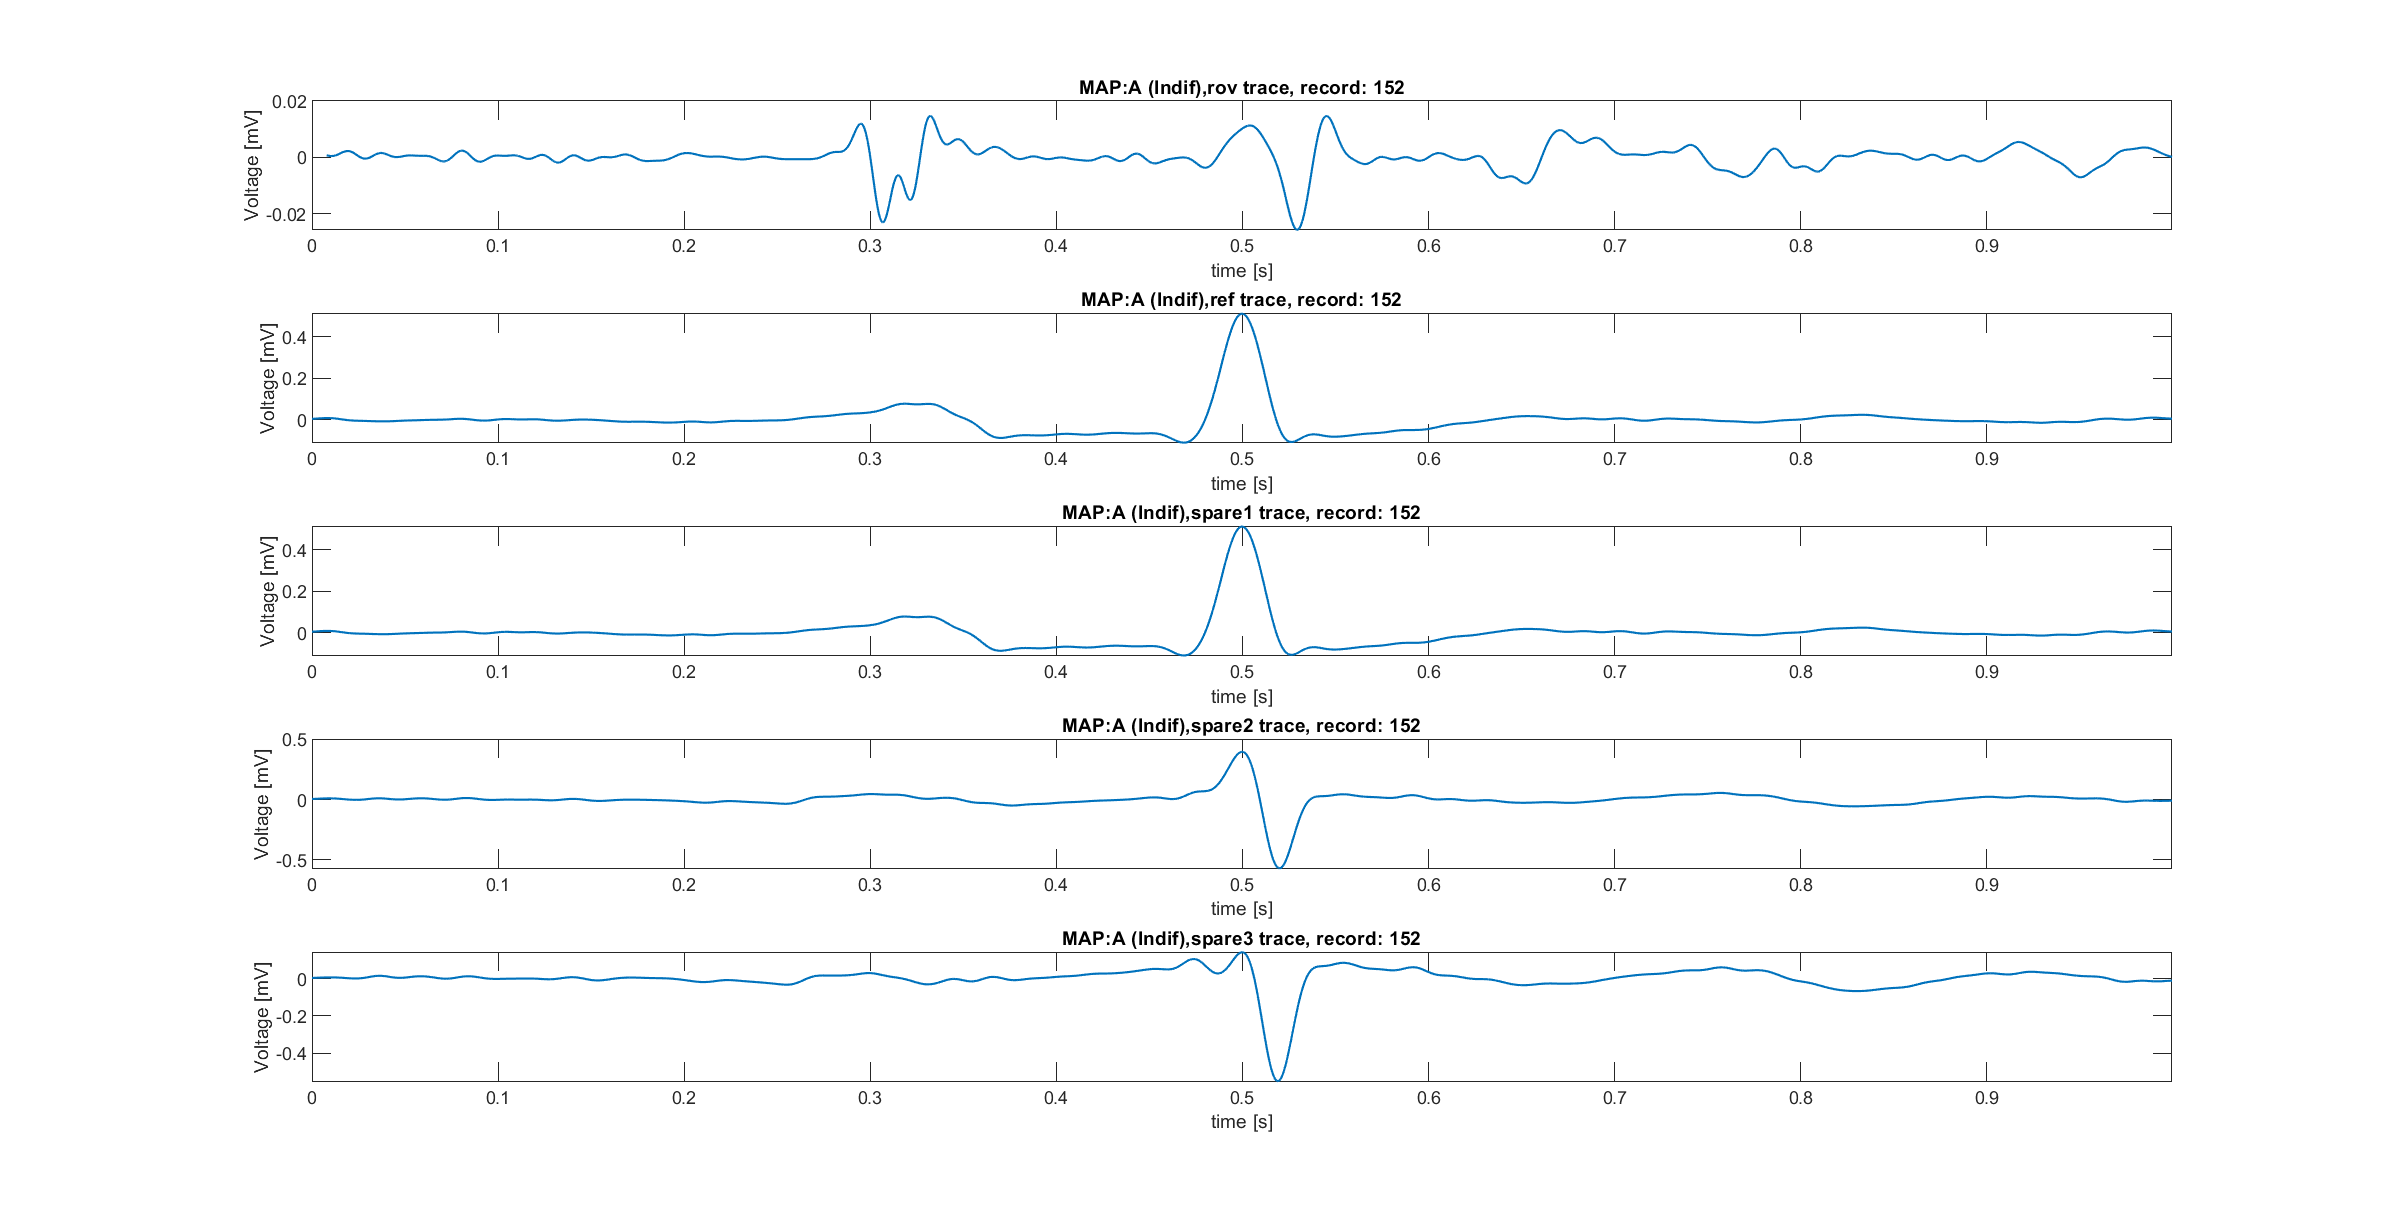 MAP:A (Indif),rov trace, record: 152
Voltage [mV]
0.02
0
-0.02
0 0.1 0.2 0.3 0.4 0.5 0.6 0.7 0.8 0.9
time [s]
MAP:A (Indif),ref trace, record: 152
Voltage [mV]
0.4
0.2
0
0 0.1 0.2 0.3 0.4 0.5 0.6 0.7 0.8 0.9
time [s]
MAP:A (Indif),spare1 trace, record: 152
Voltage [mV]
0.4
0.2
0
0 0.1 0.2 0.3 0.4 0.5 0.6 0.7 0.8 0.9
time [s]
MAP:A (Indif),spare2 trace, record: 152
Voltage [mV]
0.5
0
-0.5
0 0.1 0.2 0.3 0.4 0.5 0.6 0.7 0.8 0.9
time [s]
MAP:A (Indif),spare3 trace, record: 152
Voltage [mV]
0
-0.2
-0.4
0 0.1 0.2 0.3 0.4 0.5 0.6 0.7 0.8 0.9
time [s]